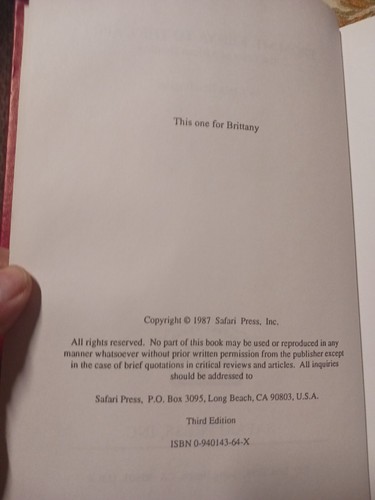 This one for Brittany
Copyright © 1987 Safari Press, Inc.
All rights reserved. No part of this book may be used or reproduced in any
manner whatsoever without prior written permission from the publisher except
in the case of brief quotations in critical reviews and articles. All inquiries
should be addressed to
Safari Press, P.O. Box 3095, Long Beach, CA 90803, U.S.A.
Third Edition
ISBN 0-940143-64-X